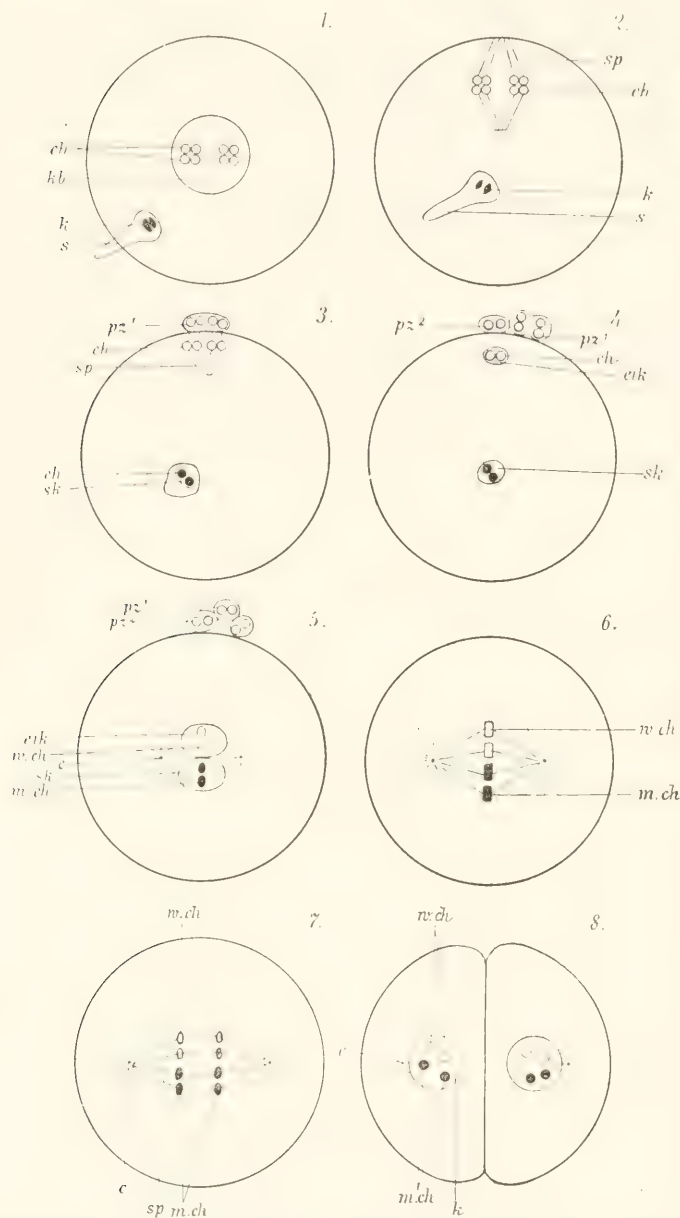 1.
ch
kb
k
s
2.
sp
ch
k
s
3.
pz¹
ch
sp
ch
sk
4
pz²
pz¹
ch
eik
sk
5.
pz¹
pz²
eik
w.ch
c
sk
m.ch
6.
w.ch
m.ch
7.
w.ch
c
sp m.ch
8.
w.ch
c
m.ch
k